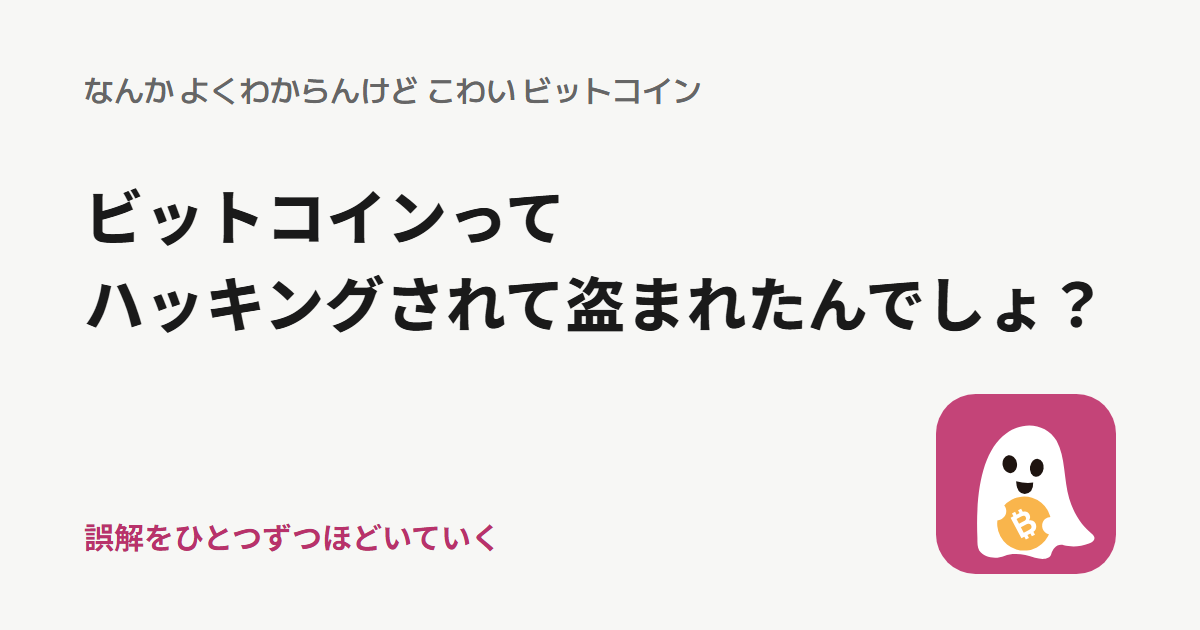 なんか よくわからんけど こわい ビットコイン
ビットコインって
ハッキングされて盗まれたんでしょ？
誤解をひとつずつほどいていく